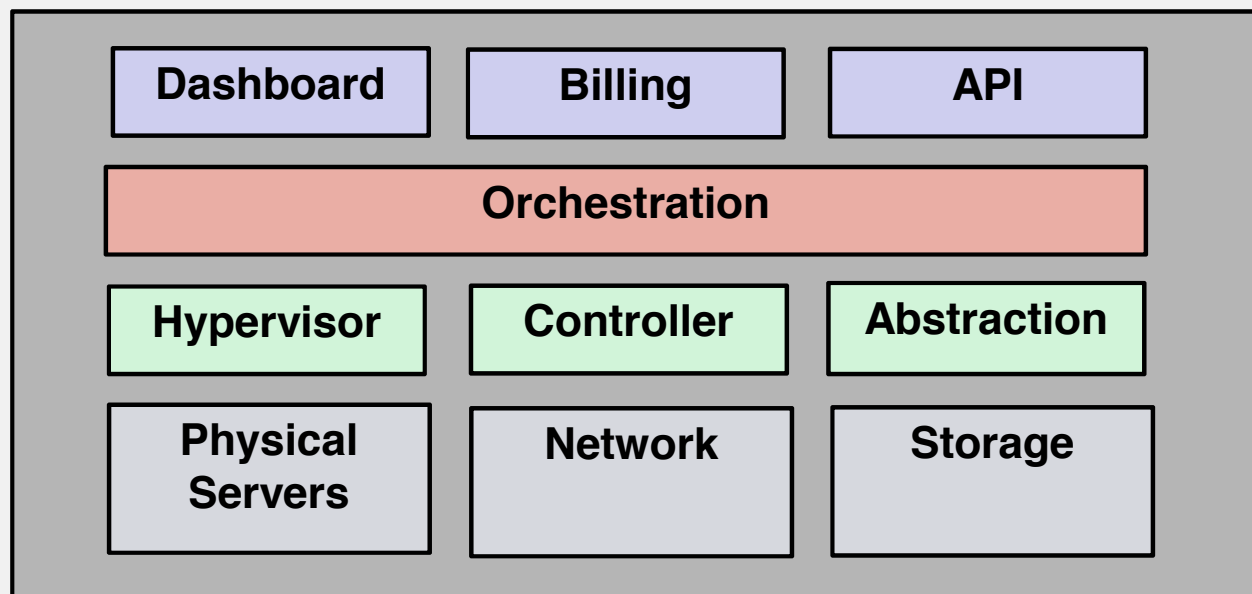 Dashboard
Billing
API
Orchestration
Hypervisor
Controller
Abstraction
Physical
Servers
Network
Storage